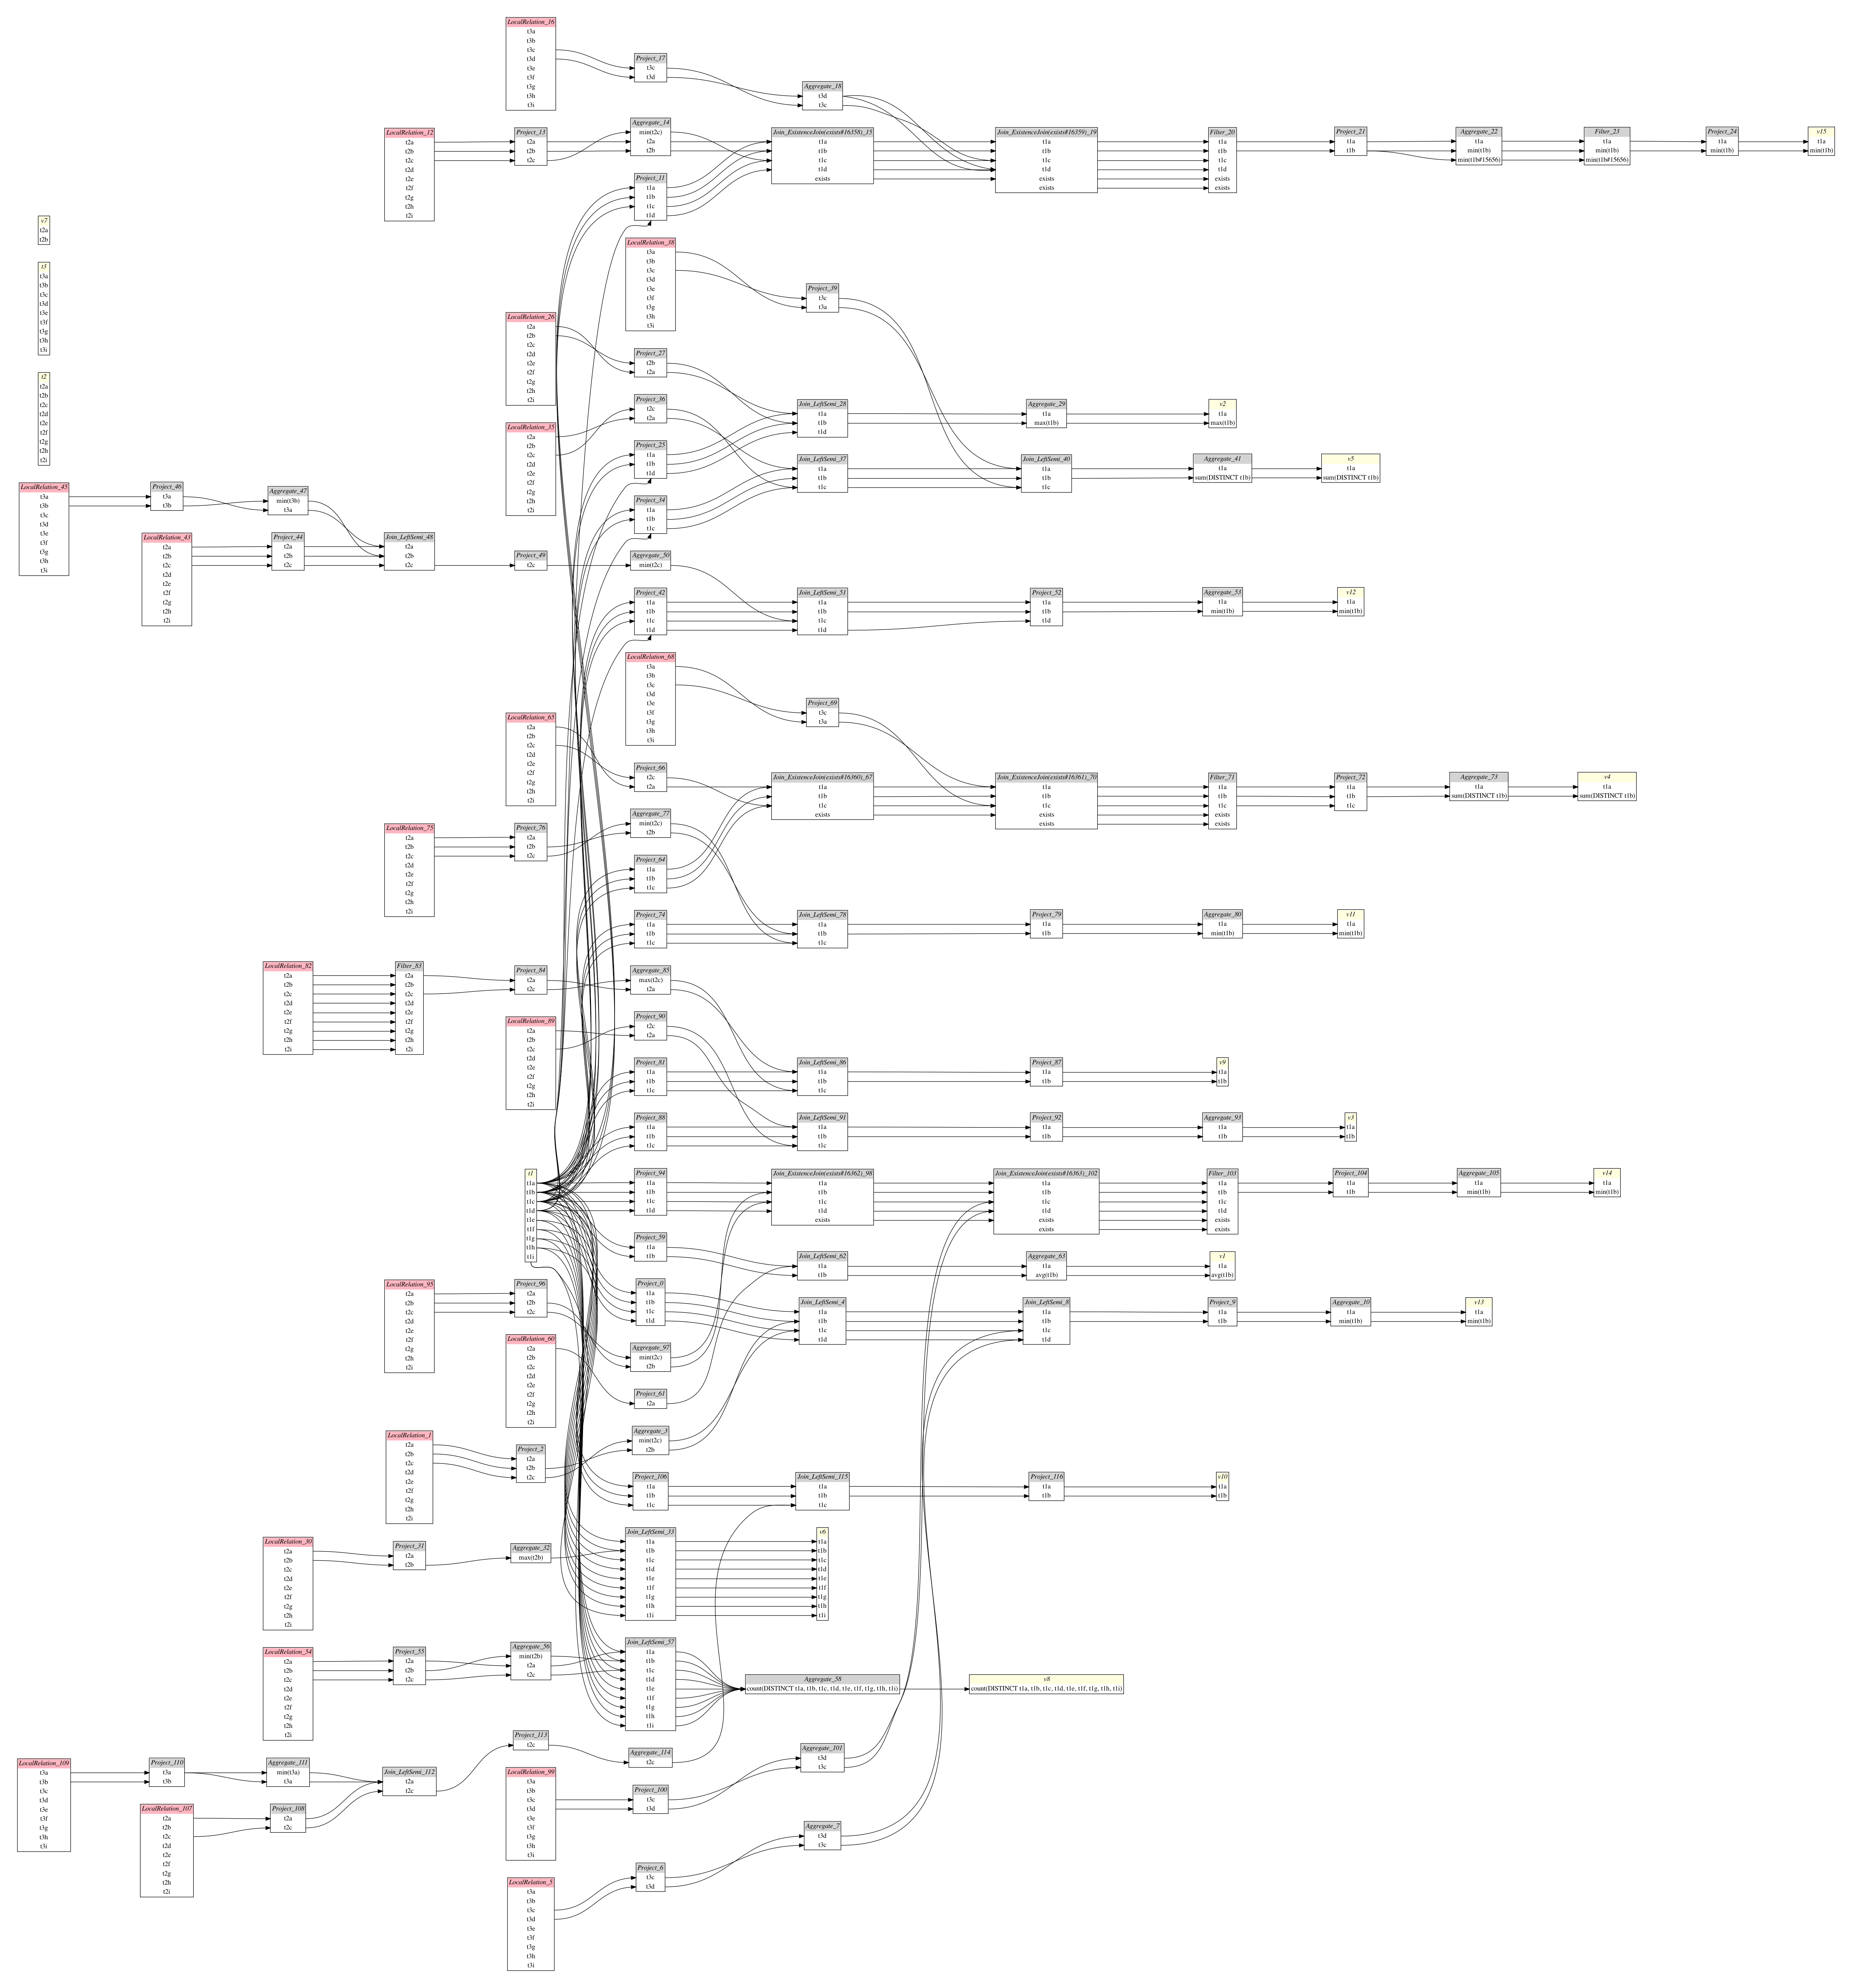 LocalRelation_16
t3a
t3b
t3c
t3d
t3e
t3f
t3g
t3h
t3i
Project_17
t3c
t3d
Aggregate_18
t3d
t3c
LocalRelation_12
t2a
t2b
t2c
t2d
t2e
t2f
t2g
t2h
t2i
Project_13
t2a
t2b
t2c
Aggregate_14
min(t2c)
t2a
t2b
Join_ExistenceJoin(exists#16358)_15
t1a
t1b
t1c
t1d
exists
Join_ExistenceJoin(exists#16359)_19
t1a
t1b
t1c
t1d
exists
exists
Filter_20
t1a
t1b
t1c
t1d
exists
exists
Project_21
t1a
t1b
Aggregate_22
t1a
min(t1b)
min(t1b#15656)
Filter_23
t1a
min(t1b)
min(t1b#15656)
Project_24
t1a
min(t1b)
v15
t1a
min(t1b)
Project_11
t1a
t1b
t1c
t1d
v7
t2a
t2b
t3
t3a
t3b
t3c
t3d
t3e
t3f
t3g
t3h
t3i
t2
t2a
t2b
t2c
t2d
t2e
t2f
t2g
t2h
t2i
LocalRelation_38
t3a
t3b
t3c
t3d
t3e
t3f
t3g
t3h
t3i
Project_39
t3c
t3a
LocalRelation_26
t2a
t2b
t2c
t2d
t2e
t2f
t2g
t2h
t2i
Project_27
t2b
t2a
Project_36
t2c
t2a
Join_LeftSemi_28
t1a
t1b
t1d
Aggregate_29
t1a
max(t1b)
v2
t1a
max(t1b)
LocalRelation_35
t2a
t2b
t2c
t2d
t2e
t2f
t2g
t2h
t2i
Project_25
t1a
t1b
t1d
Join_LeftSemi_37
t1a
t1b
t1c
Join_LeftSemi_40
t1a
t1b
t1c
Aggregate_41
t1a
sum(DISTINCT t1b)
v5
t1a
sum(DISTINCT t1b)
Project_34
t1a
t1b
t1c
LocalRelation_45
t3a
t3b
t3c
t3d
t3e
t3f
t3g
t3h
t3i
Project_46
t3a
t3b
Aggregate_47
min(t3b)
t3a
LocalRelation_43
t2a
t2b
t2c
t2d
t2e
t2f
t2g
t2h
t2i
Project_44
t2a
t2b
t2c
Join_LeftSemi_48
t2a
t2b
t2c
Project_49
t2c
Aggregate_50
min(t2c)
Project_42
t1a
t1b
t1c
t1d
Join_LeftSemi_51
t1a
t1b
t1c
t1d
Project_52
t1a
t1b
t1d
Aggregate_53
t1a
min(t1b)
v12
t1a
min(t1b)
LocalRelation_68
t3a
t3b
t3c
t3d
t3e
t3f
t3g
t3h
t3i
Project_69
t3c
t3a
LocalRelation_65
t2a
t2b
t2c
t2d
t2e
t2f
t2g
t2h
t2i
Project_66
t2c
t2a
Join_ExistenceJoin(exists#16360)_67
t1a
t1b
t1c
exists
Join_ExistenceJoin(exists#16361)_70
t1a
t1b
t1c
exists
exists
Filter_71
t1a
t1b
t1c
exists
exists
Project_72
t1a
t1b
t1c
Aggregate_73
t1a
sum(DISTINCT t1b)
v4
t1a
sum(DISTINCT t1b)
LocalRelation_75
t2a
t2b
t2c
t2d
t2e
t2f
t2g
t2h
t2i
Project_76
t2a
t2b
t2c
Aggregate_77
min(t2c)
t2b
Project_64
t1a
t1b
t1c
Project_74
t1a
t1b
t1c
Join_LeftSemi_78
t1a
t1b
t1c
Project_79
t1a
t1b
Aggregate_80
t1a
min(t1b)
v11
t1a
min(t1b)
LocalRelation_82
t2a
t2b
t2c
t2d
t2e
t2f
t2g
t2h
t2i
Filter_83
t2a
t2b
t2c
t2d
t2e
t2f
t2g
t2h
t2i
Project_84
t2a
t2c
Aggregate_85
max(t2c)
t2a
LocalRelation_89
t2a
t2b
t2c
t2d
t2e
t2f
t2g
t2h
t2i
Project_90
t2c
t2a
Project_81
t1a
t1b
t1c
Join_LeftSemi_86
t1a
t1b
t1c
Project_87
t1a
t1b
v9
t1a
t1b
Project_88
t1a
t1b
t1c
Join_LeftSemi_91
t1a
t1b
t1c
Project_92
t1a
t1b
Aggregate_93
t1a
t1b
v3
t1a
t1b
t1
t1a
t1b
t1c
t1d
t1e
t1f
t1g
t1h
t1i
Project_94
t1a
t1b
t1c
t1d
Join_ExistenceJoin(exists#16362)_98
t1a
t1b
t1c
t1d
exists
Join_ExistenceJoin(exists#16363)_102
t1a
t1b
t1c
t1d
exists
exists
Filter_103
t1a
t1b
t1c
t1d
exists
exists
Project_104
t1a
t1b
Aggregate_105
t1a
min(t1b)
v14
t1a
min(t1b)
Project_59
t1a
t1b
Join_LeftSemi_62
t1a
t1b
Aggregate_63
t1a
avg(t1b)
v1
t1a
avg(t1b)
LocalRelation_95
t2a
t2b
t2c
t2d
t2e
t2f
t2g
t2h
t2i
Project_96
t2a
t2b
t2c
Project_0
t1a
t1b
t1c
t1d
Join_LeftSemi_4
t1a
t1b
t1c
t1d
Join_LeftSemi_8
t1a
t1b
t1c
t1d
Project_9
t1a
t1b
Aggregate_10
t1a
min(t1b)
v13
t1a
min(t1b)
LocalRelation_60
t2a
t2b
t2c
t2d
t2e
t2f
t2g
t2h
t2i
Aggregate_97
min(t2c)
t2b
Project_61
t2a
LocalRelation_1
t2a
t2b
t2c
t2d
t2e
t2f
t2g
t2h
t2i
Project_2
t2a
t2b
t2c
Aggregate_3
min(t2c)
t2b
Project_106
t1a
t1b
t1c
Join_LeftSemi_115
t1a
t1b
t1c
Project_116
t1a
t1b
v10
t1a
t1b
LocalRelation_30
t2a
t2b
t2c
t2d
t2e
t2f
t2g
t2h
t2i
Project_31
t2a
t2b
Aggregate_32
max(t2b)
Join_LeftSemi_33
t1a
t1b
t1c
t1d
t1e
t1f
t1g
t1h
t1i
v6
t1a
t1b
t1c
t1d
t1e
t1f
t1g
t1h
t1i
LocalRelation_54
t2a
t2b
t2c
t2d
t2e
t2f
t2g
t2h
t2i
Project_55
t2a
t2b
t2c
Aggregate_56
min(t2b)
t2a
t2c
Join_LeftSemi_57
t1a
t1b
t1c
t1d
t1e
t1f
t1g
t1h
t1i
Aggregate_58
count(DISTINCT t1a, t1b, t1c, t1d, t1e, t1f, t1g, t1h, t1i)
v8
count(DISTINCT t1a, t1b, t1c, t1d, t1e, t1f, t1g, t1h, t1i)
LocalRelation_109
t3a
t3b
t3c
t3d
t3e
t3f
t3g
t3h
t3i
Project_110
t3a
t3b
Aggregate_111
min(t3a)
t3a
LocalRelation_107
t2a
t2b
t2c
t2d
t2e
t2f
t2g
t2h
t2i
Project_108
t2a
t2c
Join_LeftSemi_112
t2a
t2c
Project_113
t2c
Aggregate_114
t2c
LocalRelation_99
t3a
t3b
t3c
t3d
t3e
t3f
t3g
t3h
t3i
Project_100
t3c
t3d
Aggregate_101
t3d
t3c
LocalRelation_5
t3a
t3b
t3c
t3d
t3e
t3f
t3g
t3h
t3i
Project_6
t3c
t3d
Aggregate_7
t3d
t3c